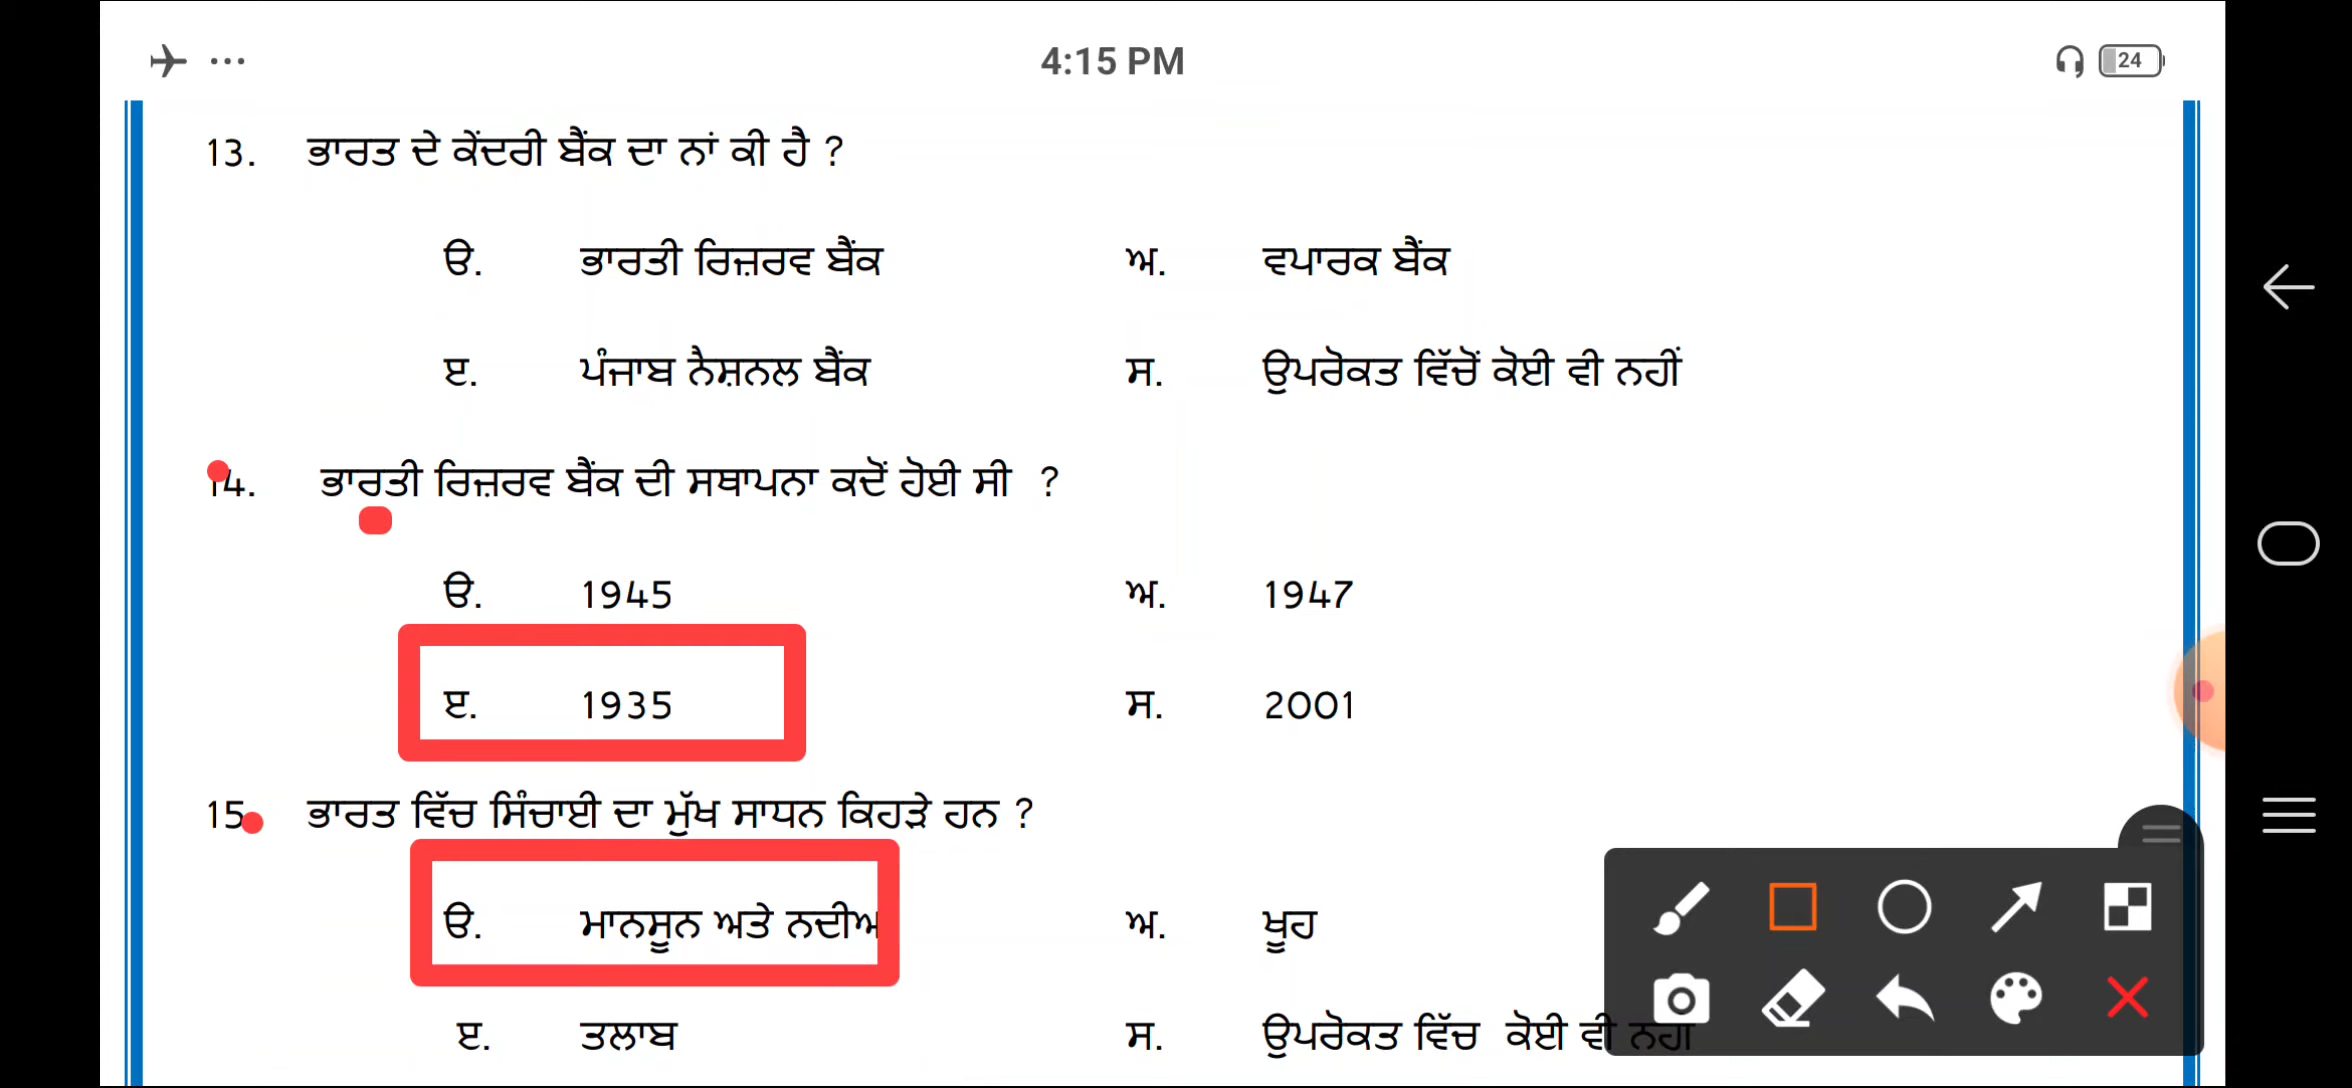 4:15 PM
24
13. ਭਾਰਤ ਦੇ ਕੇਂਦਰੀ ਬੈਂਕ ਦਾ ਨਾਂ ਕੀ ਹੈ ?
ੳ. ਭਾਰਤੀ ਰਿਜ਼ਰਵ ਬੈਂਕ ਅ. ਵਪਾਰਕ ਬੈਂਕ
ੲ. ਪੰਜਾਬ ਨੈਸ਼ਨਲ ਬੈਂਕ ਸ. ਉਪਰੋਕਤ ਵਿੱਚੋਂ ਕੋਈ ਵੀ ਨਹੀਂ
14. ਭਾਰਤੀ ਰਿਜ਼ਰਵ ਬੈਂਕ ਦੀ ਸਥਾਪਨਾ ਕਦੋਂ ਹੋਈ ਸੀ ?
ੳ. 1945 ਅ. 1947
ੲ. 1935 ਸ. 2001
15. ਭਾਰਤ ਵਿੱਚ ਸਿੰਚਾਈ ਦਾ ਮੁੱਖ ਸਾਧਨ ਕਿਹੜੇ ਹਨ ?
ੳ. ਮਾਨਸੂਨ ਅਤੇ ਅ. ਖੂਹ
ੲ. ਤਲਾਬ ਸ. ਉਪਰੋਕਤ ਵਿੱਚ ਕੋਈ ਵੀ